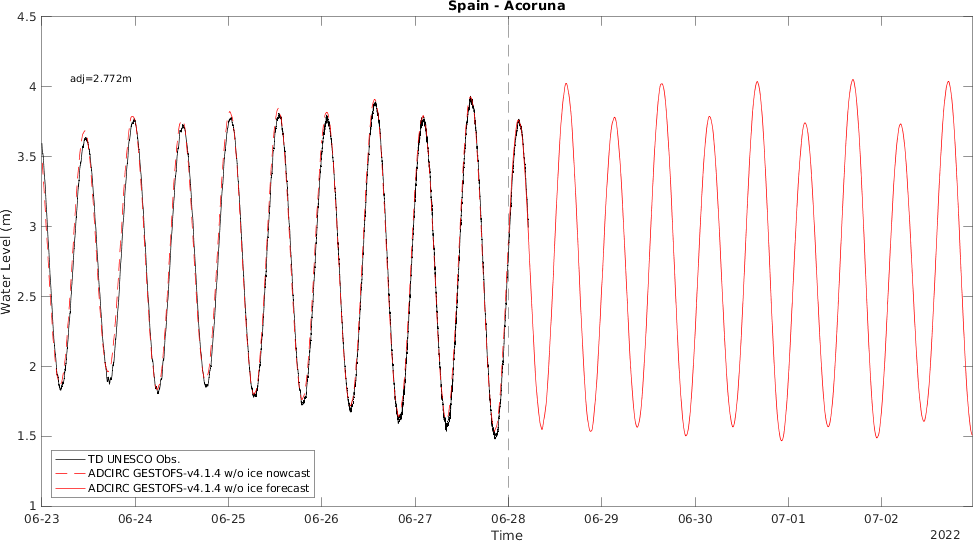 Spain - Acoruna
adj=2.772m
Water Level (m)
4.5
4
3.5
3
2.5
2
1.5
1
TD UNESCO Obs.
ADCIRC GESTOFS-v4.1.4 w/o ice nowcast
ADCIRC GESTOFS-v4.1.4 w/o ice forecast
06-23 06-24 06-25 06-26 06-27 06-28 06-29 06-30 07-01 07-02
Time
2022